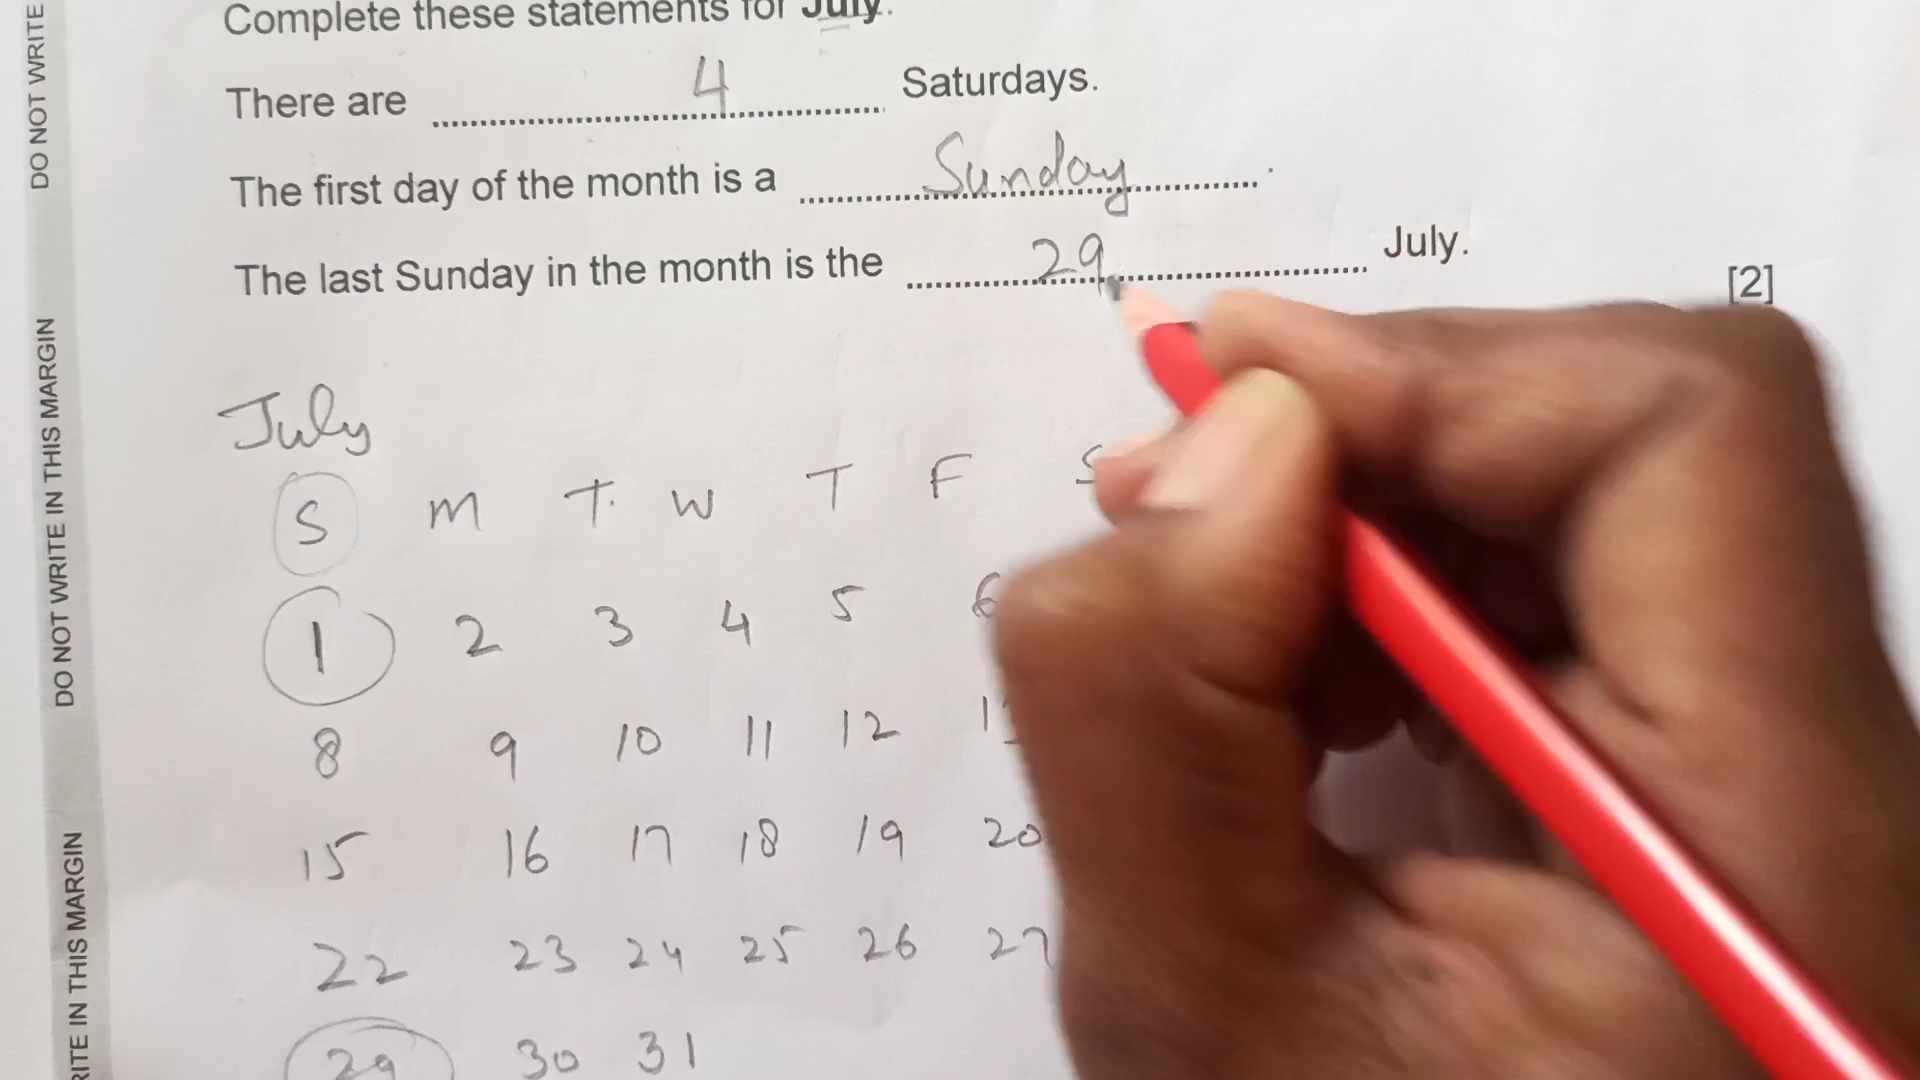 Complete these statements for July.
There are 4 Saturdays.
The first day of the month is a Sunday.
The last Sunday in the month is the 29 July.
[2]
July
S M T. W T F S
1 2 3 4 5 6
8 9 10 11 12
15 16 17 18 19 20
22 23 24 25 26 27
29 30 31
DO NOT WRITE
DO NOT WRITE IN THIS MARGIN
RITE IN THIS MARGIN